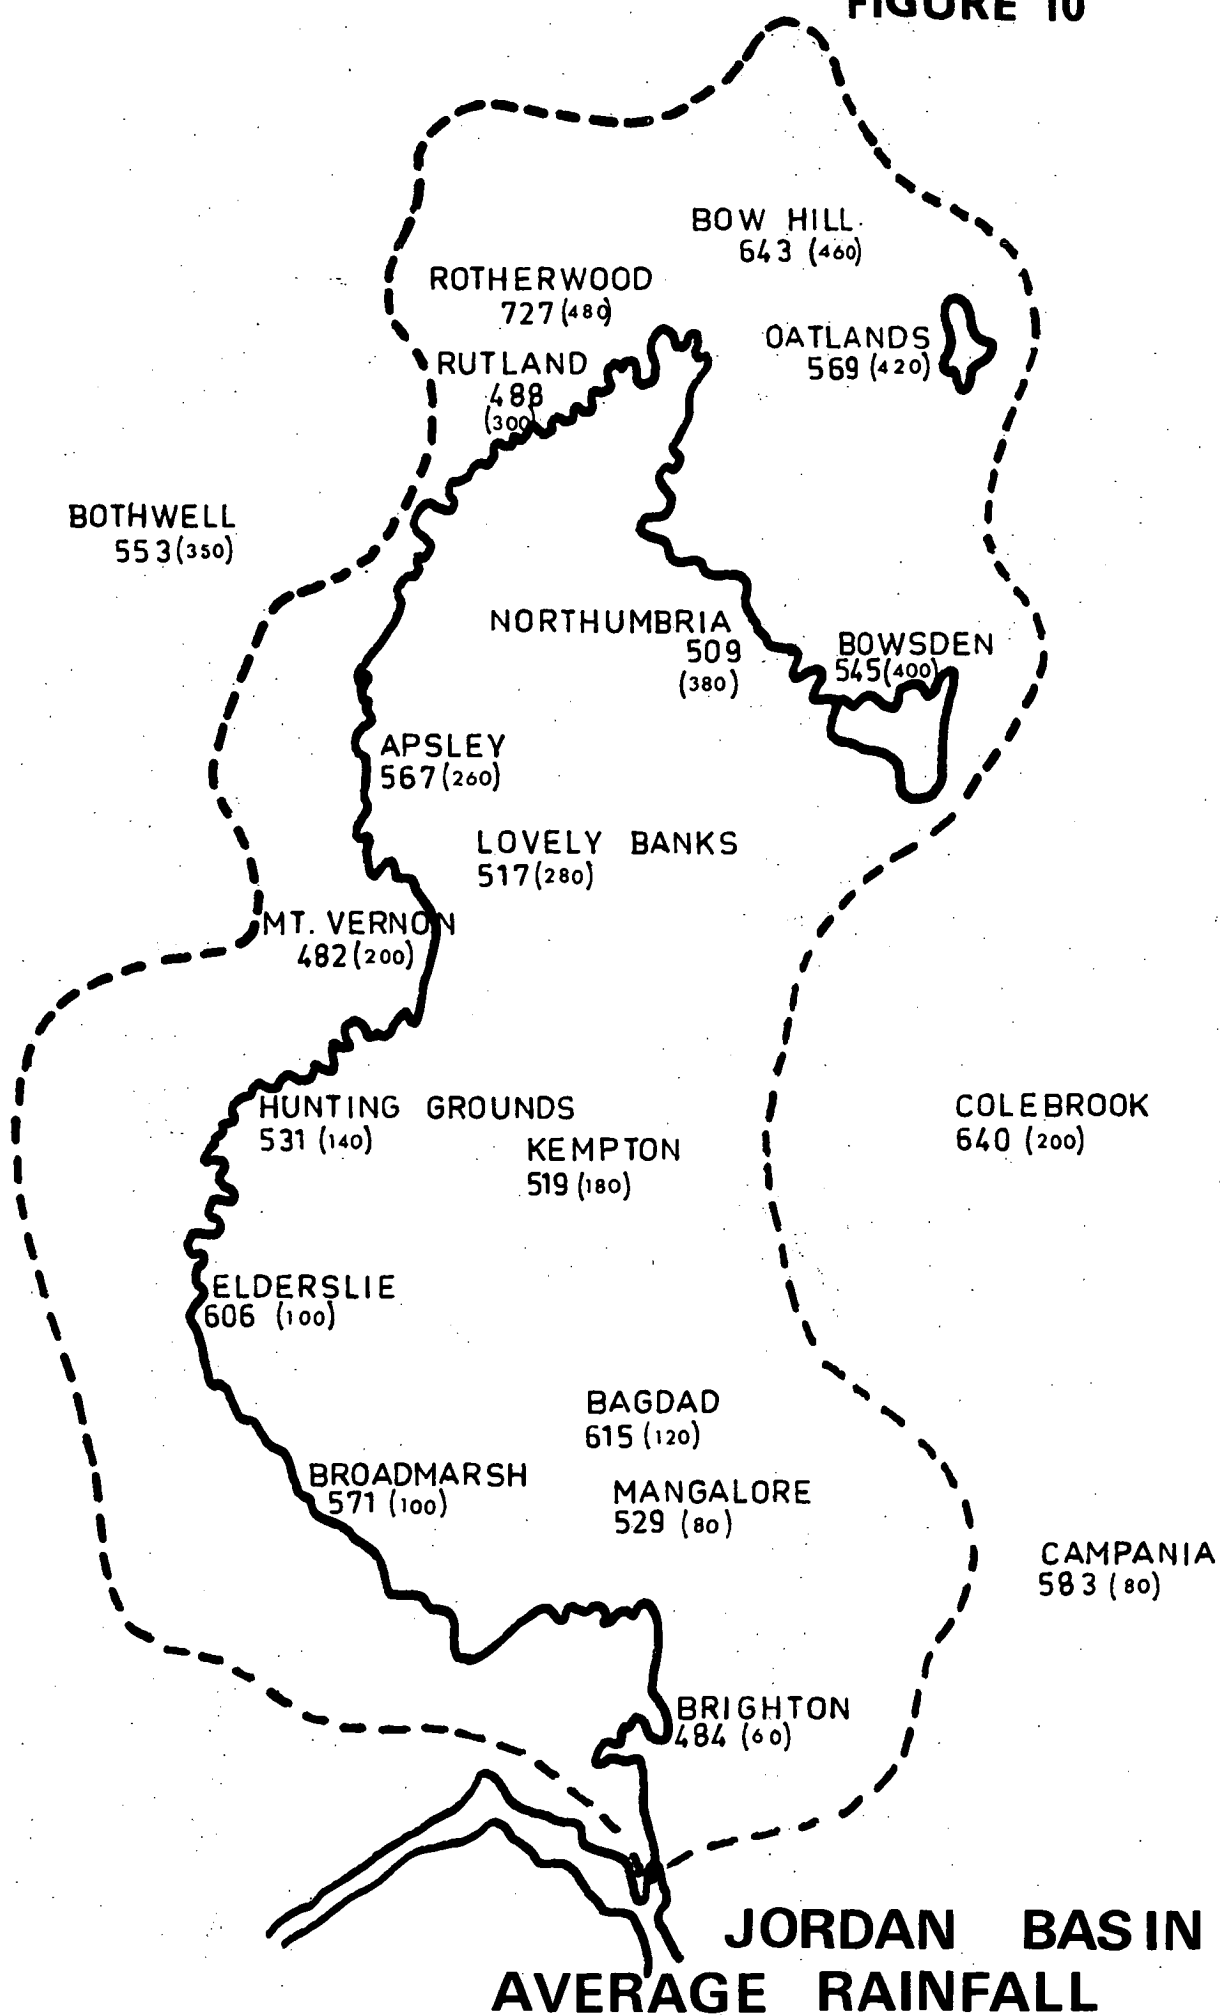 FIGURE 10
BOW HILL
643 (460)
ROTHERWOOD
727 (480)
OATLANDS
569 (420)
RUTLAND
488
(300)
BOTHWELL
553 (350)
NORTHUMBRIA
509
(380)
BOWSDEN
545 (400)
APSLEY
567 (260)
LOVELY BANKS
517 (280)
MT. VERNON
482 (200)
HUNTING GROUNDS
531 (140)
KEMPTON
519 (180)
COLEBROOK
640 (200)
ELDERSLIE
606 (100)
BAGDAD
615 (120)
BROADMARSH
571 (100)
MANGALORE
529 (80)
CAMPANIA
583 (80)
BRIGHTON
484 (60)
JORDAN BASIN
AVERAGE RAINFALL